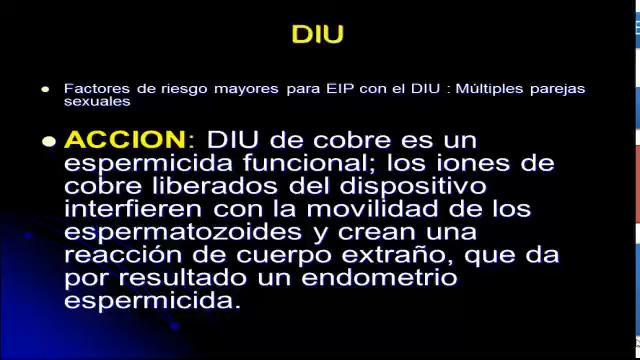 DIU
● Factores de riesgo mayores para EIP con el DIU : Múltiples parejas
sexuales
● ACCION: DIU de cobre es un
espermicida funcional; los iones de
cobre liberados del dispositivo
interfieren con la movilidad de los
espermatozoides y crean una
reacción de cuerpo extraño, que da
por resultado un endometrio
espermicida.